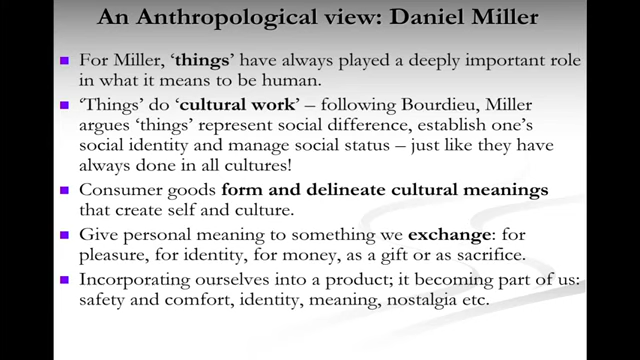 An Anthropological view: Daniel Miller
For Miller, ‘things’ have always played a deeply important role
in what it means to be human.
‘Things’ do ‘cultural work’ – following Bourdieu, Miller
argues ‘things’ represent social difference, establish one’s
social identity and manage social status – just like they have
always done in all cultures!
Consumer goods form and delineate cultural meanings
that create self and culture.
Give personal meaning to something we exchange: for
pleasure, for identity, for money, as a gift or as sacrifice.
Incorporating ourselves into a product; it becoming part of us:
safety and comfort, identity, meaning, nostalgia etc.